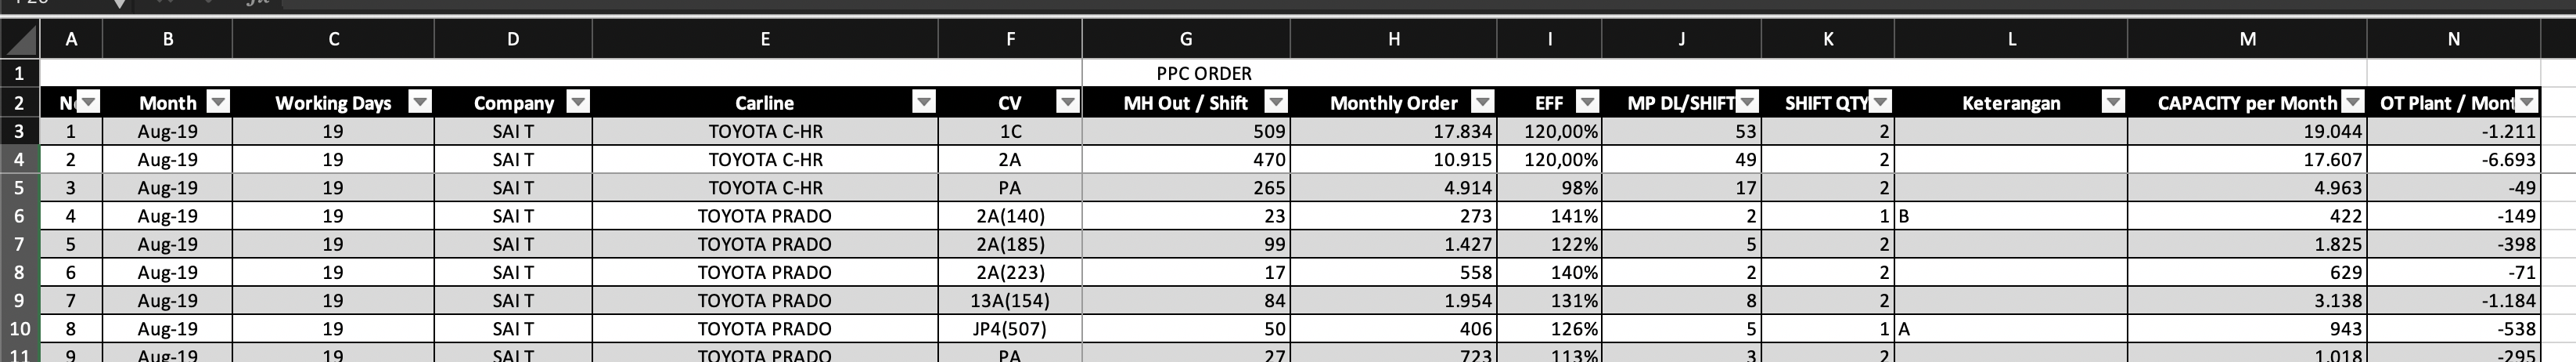 A B C D E F G H I J K L M N
1 PPC ORDER
2 Month Working Days Company Carline CV MH Out / Shift Monthly Order EFF MP DL/SHIFT SHIFT QTY Keterangan CAPACITY per Month OT Plant / Mont
3 1 Aug-19 19 SAI T TOYOTA C-HR 1C 509 17.834 120,00% 53 2 19.044 -1.211
4 2 Aug-19 19 SAI T TOYOTA C-HR 2A 470 10.915 120,00% 49 2 17.607 -6.693
5 3 Aug-19 19 SAI T TOYOTA C-HR PA 265 4.914 98% 17 2 4.963 -49
6 4 Aug-19 19 SAI T TOYOTA PRADO 2A(140) 23 273 141% 2 1 B 422 -149
7 5 Aug-19 19 SAI T TOYOTA PRADO 2A(185) 99 1.427 122% 5 2 1.825 -398
8 6 Aug-19 19 SAI T TOYOTA PRADO 2A(223) 17 558 140% 2 2 629 -71
9 7 Aug-19 19 SAI T TOYOTA PRADO 13A(154) 84 1.954 131% 8 2 3.138 -1.184
10 8 Aug-19 19 SAI T TOYOTA PRADO JP4(507) 50 406 126% 5 1 A 943 -538
11 9 Aug-19 19 SAI T TOYOTA PRADO PA 27 723 113% 3 2 1.018 -295